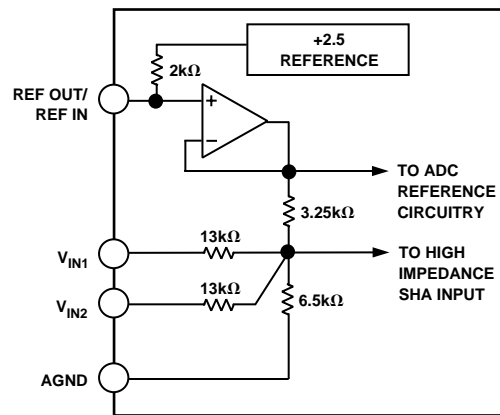 +2.5
REFERENCE
2kΩ
REF OUT/
REF IN
+
−
TO ADC
REFERENCE
CIRCUITRY
3.25kΩ
13kΩ
VIN1
TO HIGH
IMPEDANCE
SHA INPUT
13kΩ
VIN2
6.5kΩ
AGND